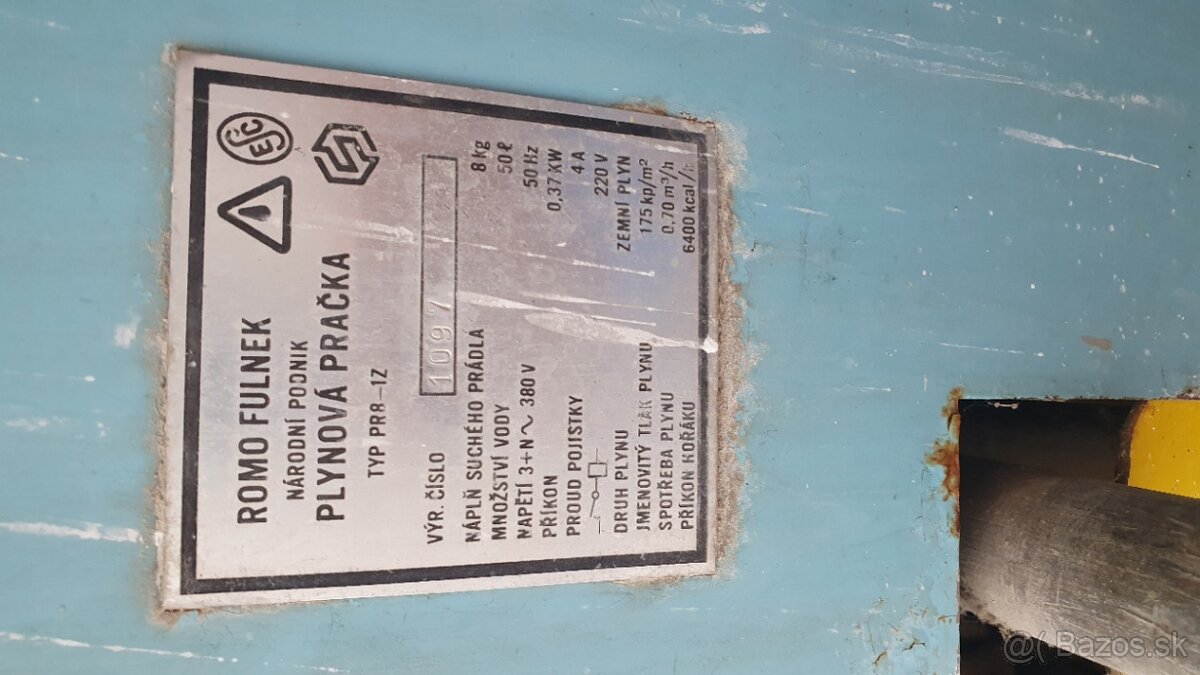 EŠČ
ROMO FULNEK
NÁRODNÍ PODNIK
PLYNOVÁ PRAČKA
TYP PR8-1Z
VÝR. ČÍSLO 1097
NÁPLŇ SUCHÉHO PRÁDLA 8 kg
MNOŽSTVÍ VODY 50 ℓ
NAPĚTÍ 3+N ~ 380 V 50 Hz
PŘÍKON 0,37 KW
PROUD POJISTKY 4 A
220 V
DRUH PLYNU ZEMNÍ PLYN
JMENOVITÝ TLAK PLYNU 175 kp/m²
SPOTŘEBA PLYNU 0,70 m³/h
PŘÍKON HOŘÁKU 6400 kcal/h
Bazos.sk